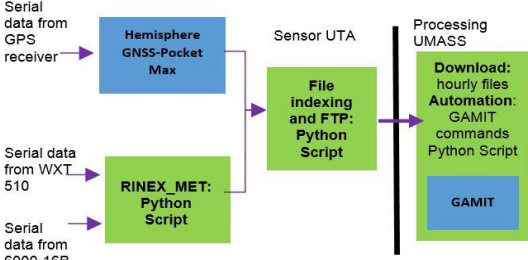 Serial
data from
GPS
receiver
Hemisphere
GNSS-Pocket
Max
Sensor UTA
File
indexing
and FTP:
Python
Script
Processing
UMASS
Download:
hourly files
Automation:
GAMIT
commands
Python Script
GAMIT
Serial data
from WXT
510
RINEX_MET:
Python
Script
Serial
data from
6000-16B